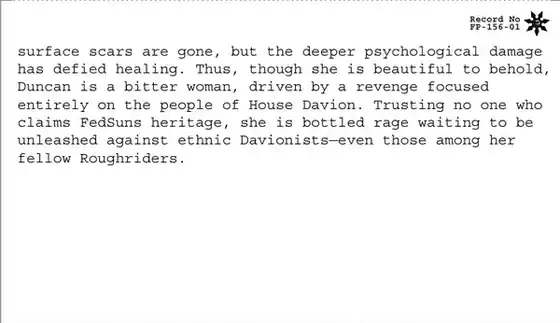 Record No
FP-156-01
surface scars are gone, but the deeper psychological damage
has defied healing. Thus, though she is beautiful to behold,
Duncan is a bitter woman, driven by a revenge focused
entirely on the people of House Davion. Trusting no one who
claims FedSuns heritage, she is bottled rage waiting to be
unleashed against ethnic Davionists—even those among her
fellow Roughriders.